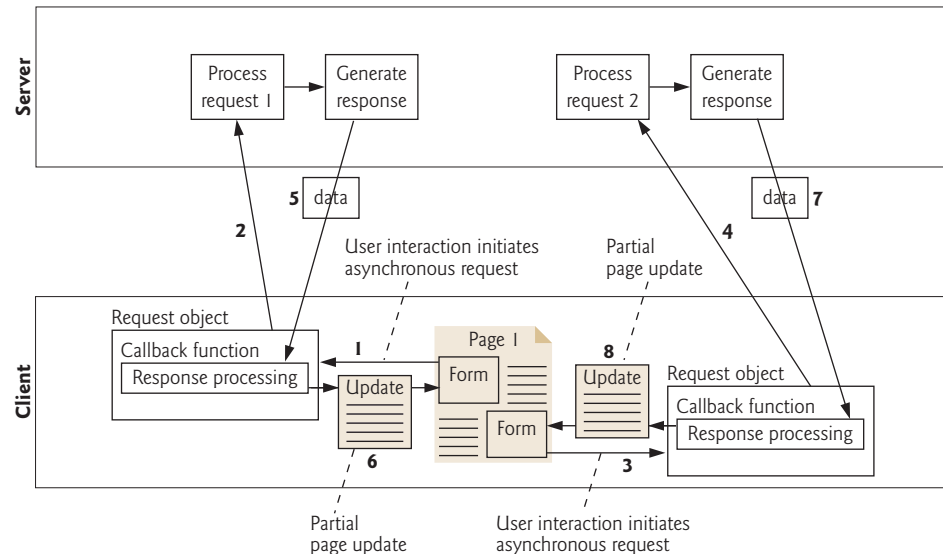 Server
Process
request 1
Generate
response
Process
request 2
Generate
response
5
data
data
7
2
4
User interaction initiates
asynchronous request
Partial
page update
Client
Request object
Callback function
Response processing
1
Update
6
Page 1
Form
Form
8
Update
3
Request object
Callback function
Response processing
Partial
page update
User interaction initiates
asynchronous request